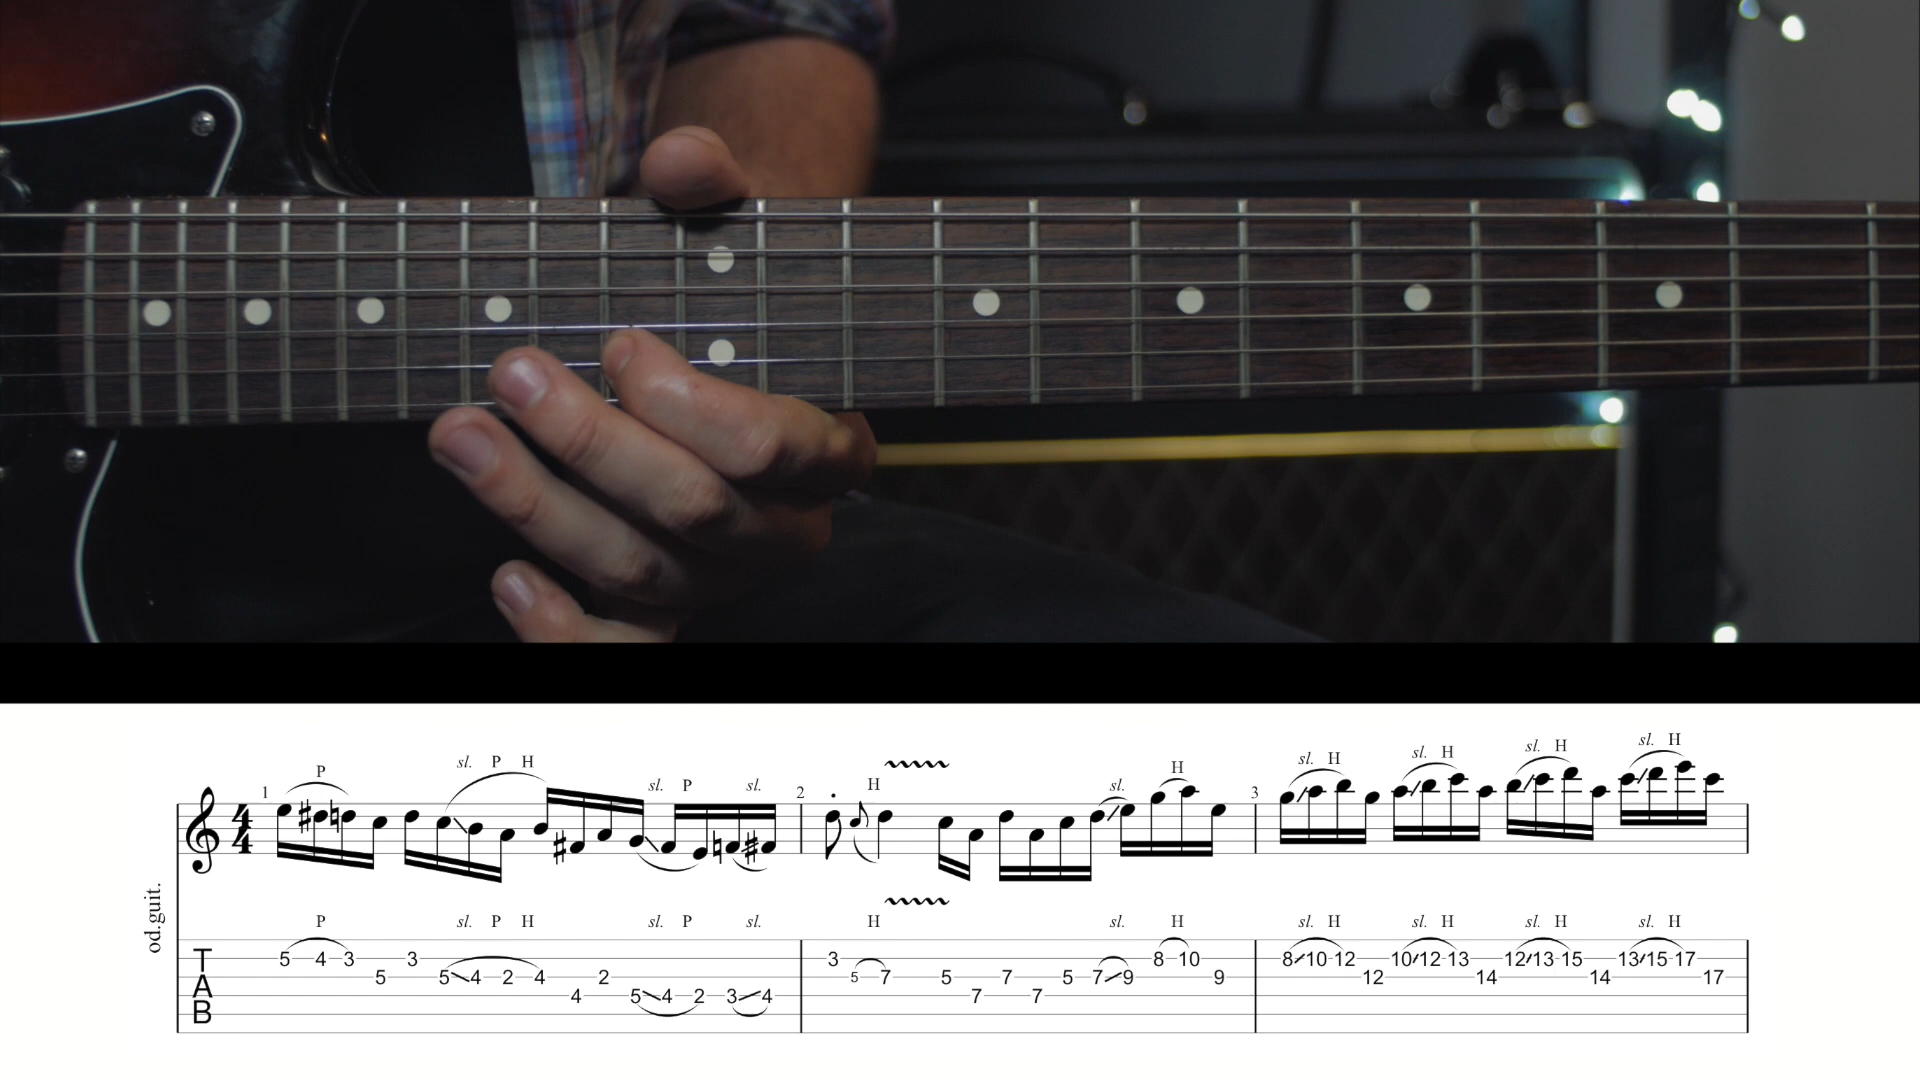 sl. H
sl. H
sl. H
sl. P H
P
H
sl. H
sl. P sl.
H
sl.
1
2
3
4
4
od.guit.
P sl. P H sl. P sl. H sl. H sl. H sl. H sl. H sl. H
T
A
B
5 4 3 3 3 8 10 8 10 12 10 12 13 12 13 15 13 15 17
5 5 4 2 4 2 5 7 5 7 5 7 9 9 12 14 14 17
4 5 4 2 3 4 7 7